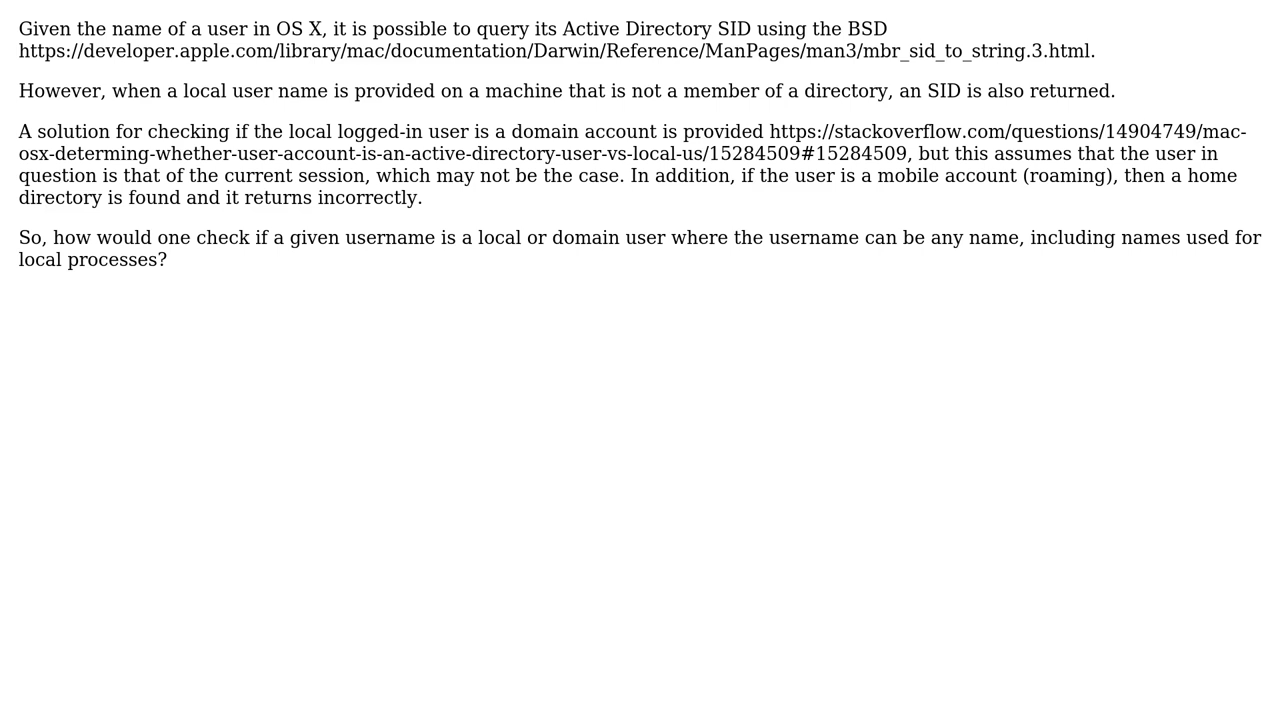 Given the name of a user in OS X, it is possible to query its Active Directory SID using the BSD
https://developer.apple.com/library/mac/documentation/Darwin/Reference/ManPages/man3/mbr_sid_to_string.3.html.
However, when a local user name is provided on a machine that is not a member of a directory, an SID is also returned.
A solution for checking if the local logged-in user is a domain account is provided https://stackoverflow.com/questions/14904749/mac-
osx-determing-whether-user-account-is-an-active-directory-user-vs-local-us/15284509#15284509, but this assumes that the user in
question is that of the current session, which may not be the case. In addition, if the user is a mobile account (roaming), then a home
directory is found and it returns incorrectly.
So, how would one check if a given username is a local or domain user where the username can be any name, including names used for
local processes?